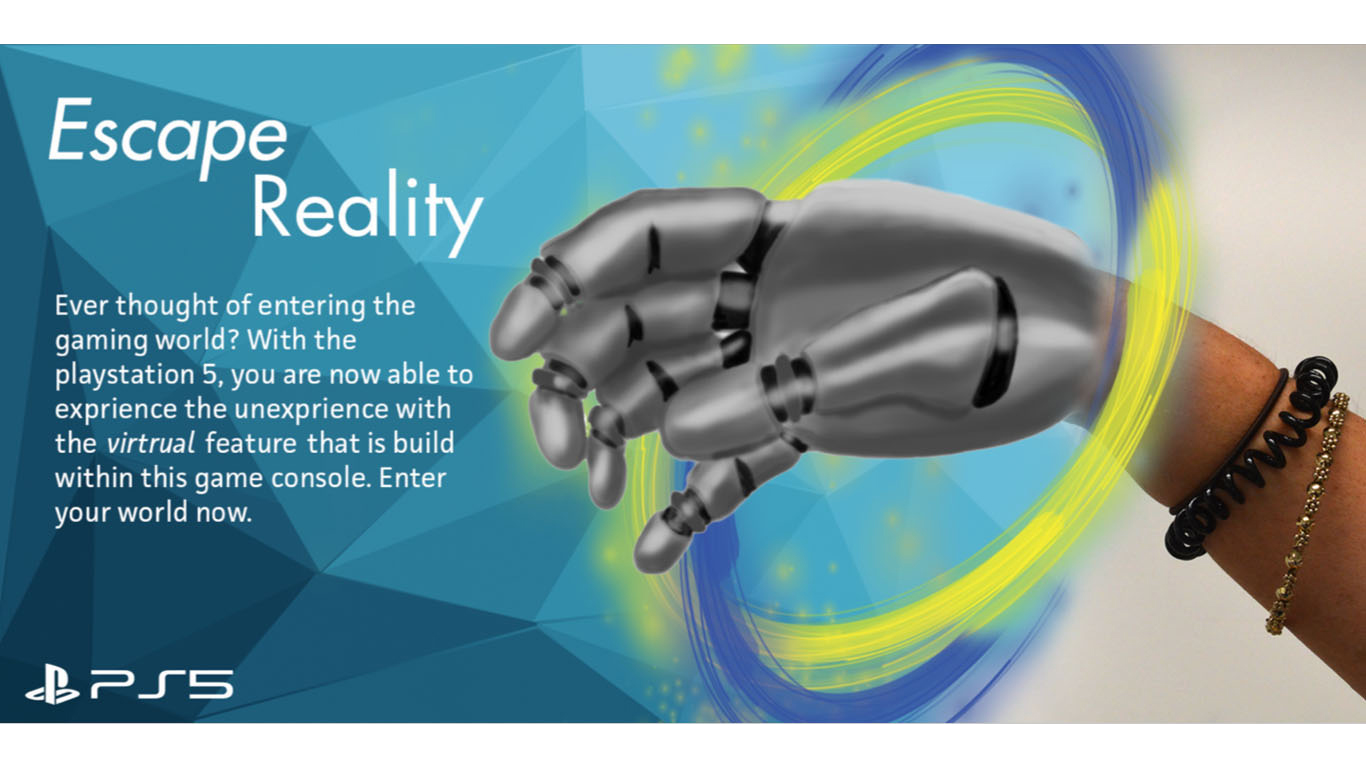 Escape
Reality
Ever thought of entering the
gaming world? With the
playstation 5, you are now able to
exprience the unexprience with
the virtrual feature that is build
within this game console. Enter
your world now.
PS5